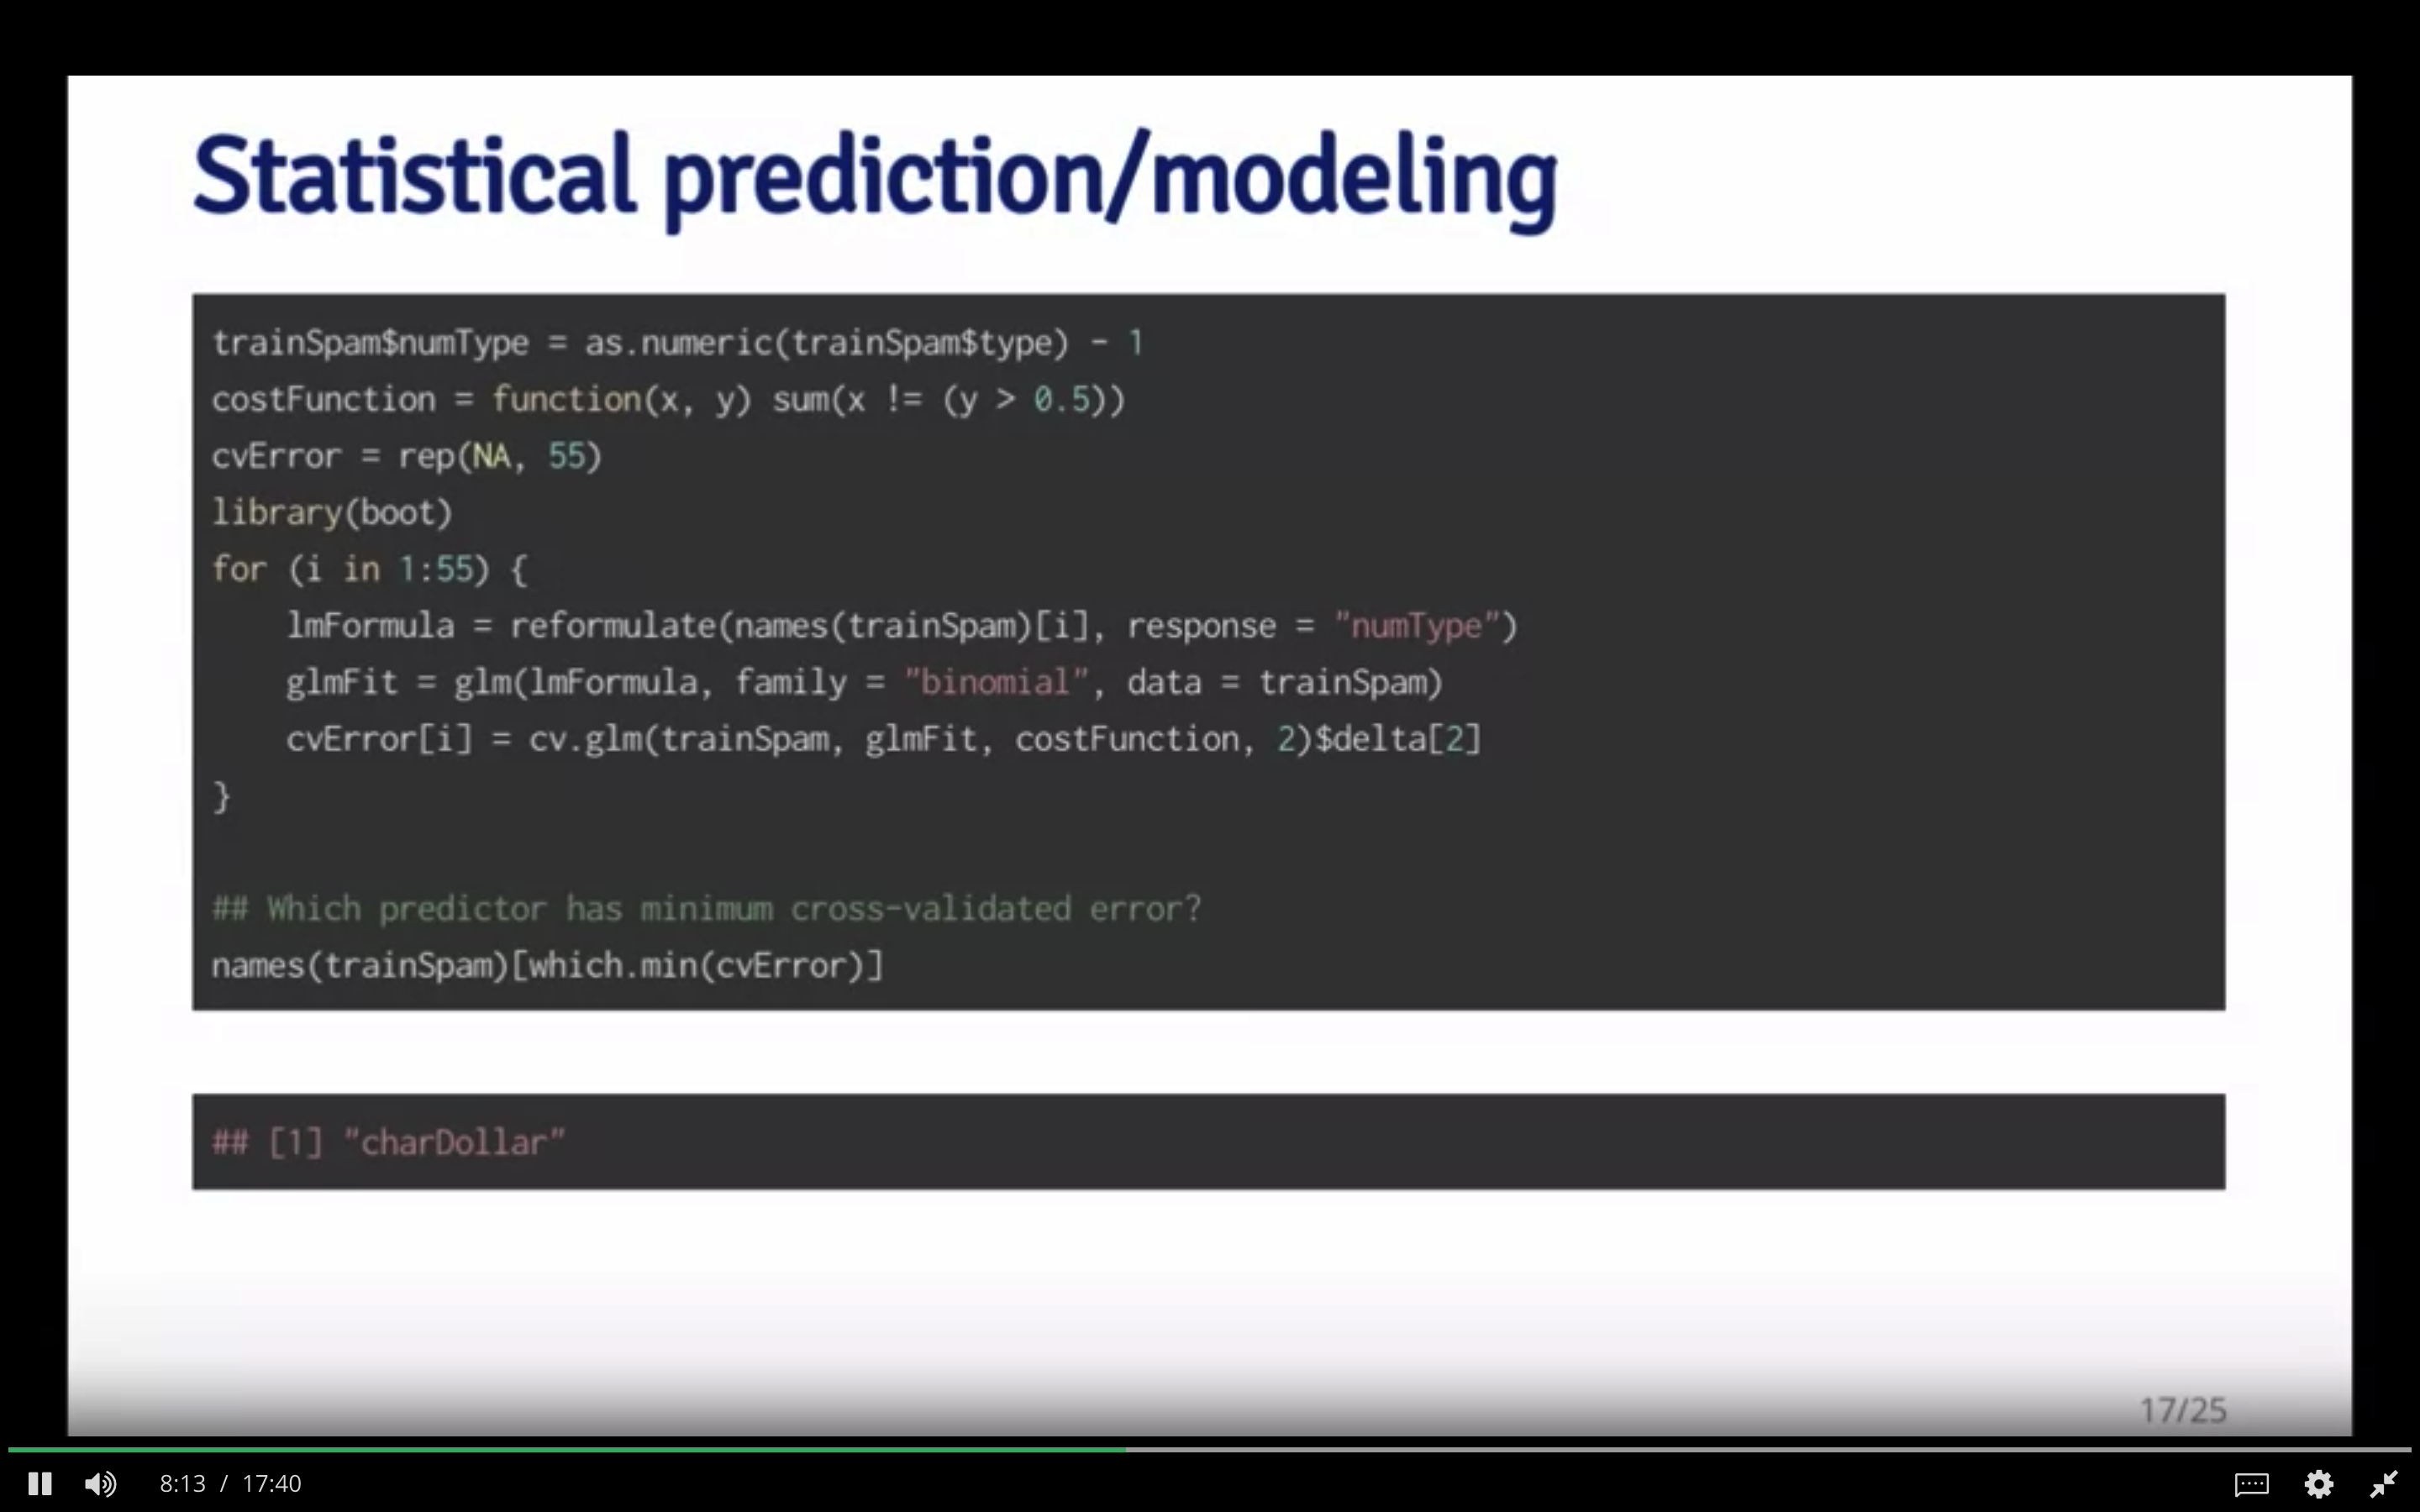 Statistical prediction/modeling
trainSpam$numType = as.numeric(trainSpam$type) - 1
costFunction = function(x, y) sum(x != (y > 0.5))
cvError = rep(NA, 55)
library(boot)
for (i in 1:55) {
    lmFormula = reformulate(names(trainSpam)[i], response = "numType")
    glmFit = glm(lmFormula, family = "binomial", data = trainSpam)
    cvError[i] = cv.glm(trainSpam, glmFit, costFunction, 2)$delta[2]
}
## Which predictor has minimum cross-validated error?
names(trainSpam)[which.min(cvError)]
## [1] "charDollar"
17/25
8:13 / 17:40